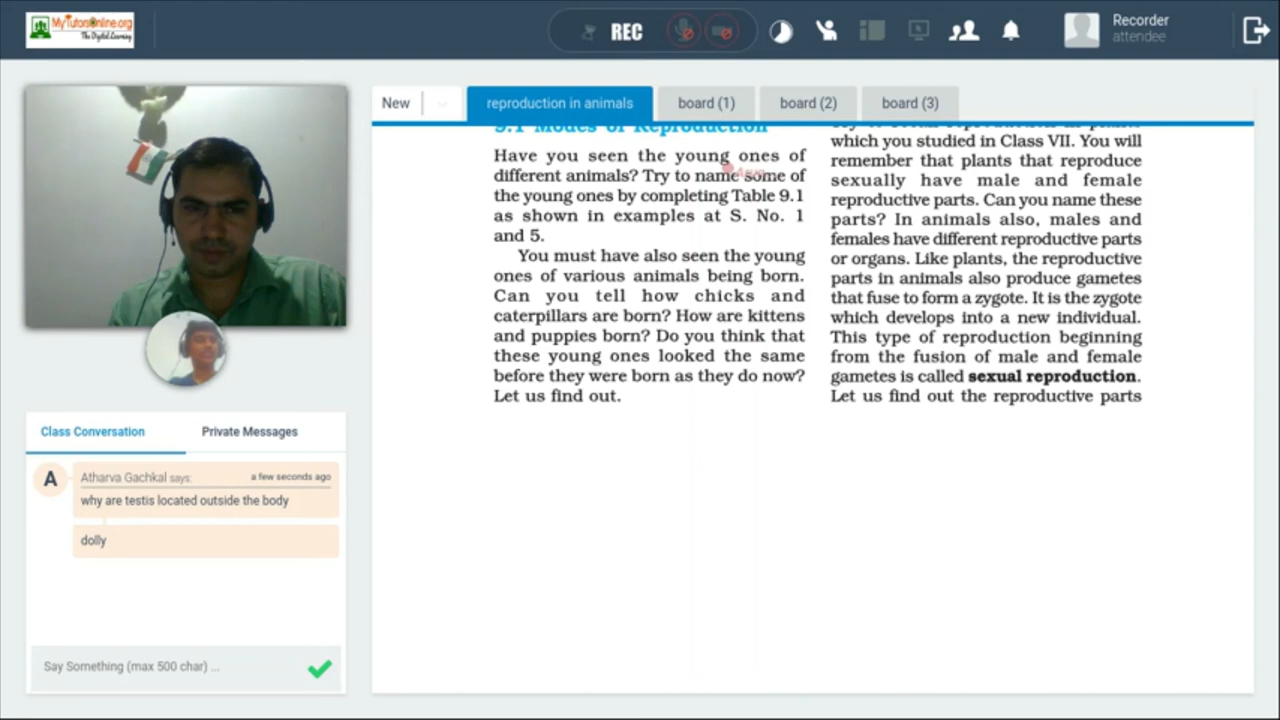 MyTutorsOnline.org
The Digital Learning
REC
Recorder
attendee
New
reproduction in animals
board (1)
board (2)
board (3)
9.1 Modes of Reproduction
Have you seen the young ones of
different animals? Try to name some of
the young ones by completing Table 9.1
as shown in examples at S. No. 1
and 5.
You must have also seen the young
ones of various animals being born.
Can you tell how chicks and
caterpillars are born? How are kittens
and puppies born? Do you think that
these young ones looked the same
before they were born as they do now?
Let us find out.
which you studied in Class VII. You will
remember that plants that reproduce
sexually have male and female
reproductive parts. Can you name these
parts? In animals also, males and
females have different reproductive parts
or organs. Like plants, the reproductive
parts in animals also produce gametes
that fuse to form a zygote. It is the zygote
which develops into a new individual.
This type of reproduction beginning
from the fusion of male and female
gametes is called sexual reproduction.
Let us find out the reproductive parts
Class Conversation
Private Messages
A
Atharva Gachkal says:
a few seconds ago
why are testis located outside the body
dolly
Say Something (max 500 char) ...